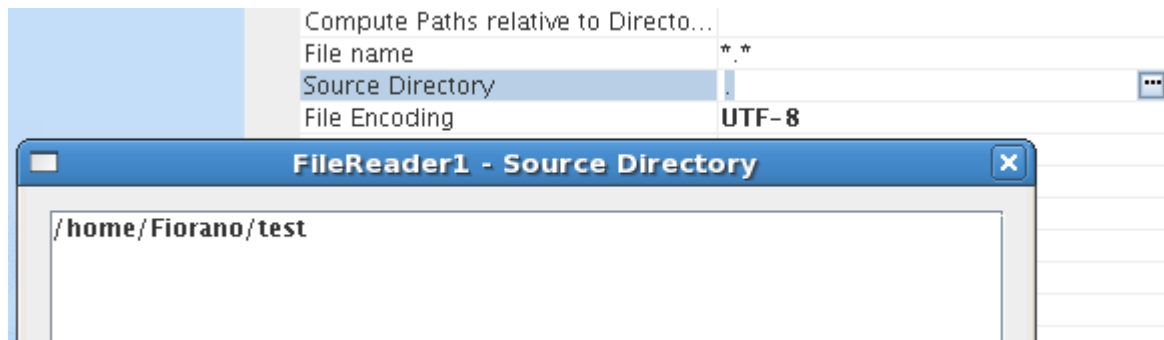 Compute Paths relative to Directo...
File name *.*
Source Directory .
File Encoding UTF-8
FileReader1 - Source Directory
/home/Fiorano/test